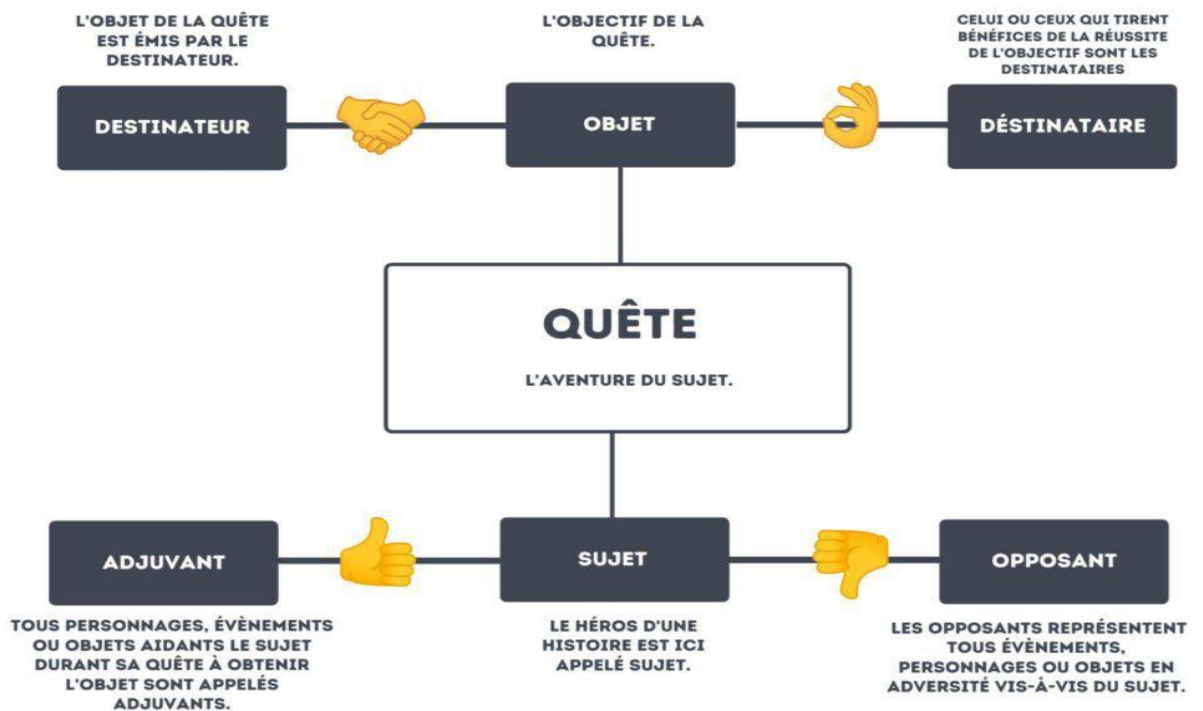 L'OBJET DE LA QUÊTE
EST ÉMIS PAR LE
DESTINATEUR.
L'OBJECTIF DE LA
QUÊTE.
CELUI OU CEUX QUI TIRENT
BÉNÉFICES DE LA RÉUSSITE
DE L'OBJECTIF SONT LES
DESTINATAIRES
DESTINATEUR
OBJET
DÉSTINATAIRE
QUÊTE
L'AVENTURE DU SUJET.
ADJUVANT
SUJET
OPPOSANT
TOUS PERSONNAGES, ÉVÈNEMENTS
OU OBJETS AIDANTS LE SUJET
DURANT SA QUÊTE À OBTENIR
L'OBJET SONT APPELÉS
ADJUVANTS.
LE HÉROS D'UNE
HISTOIRE EST ICI
APPELÉ SUJET.
LES OPPOSANTS REPRÉSENTENT
TOUS ÉVÈNEMENTS,
PERSONNAGES OU OBJETS EN
ADVERSITÉ VIS-À-VIS DU SUJET.